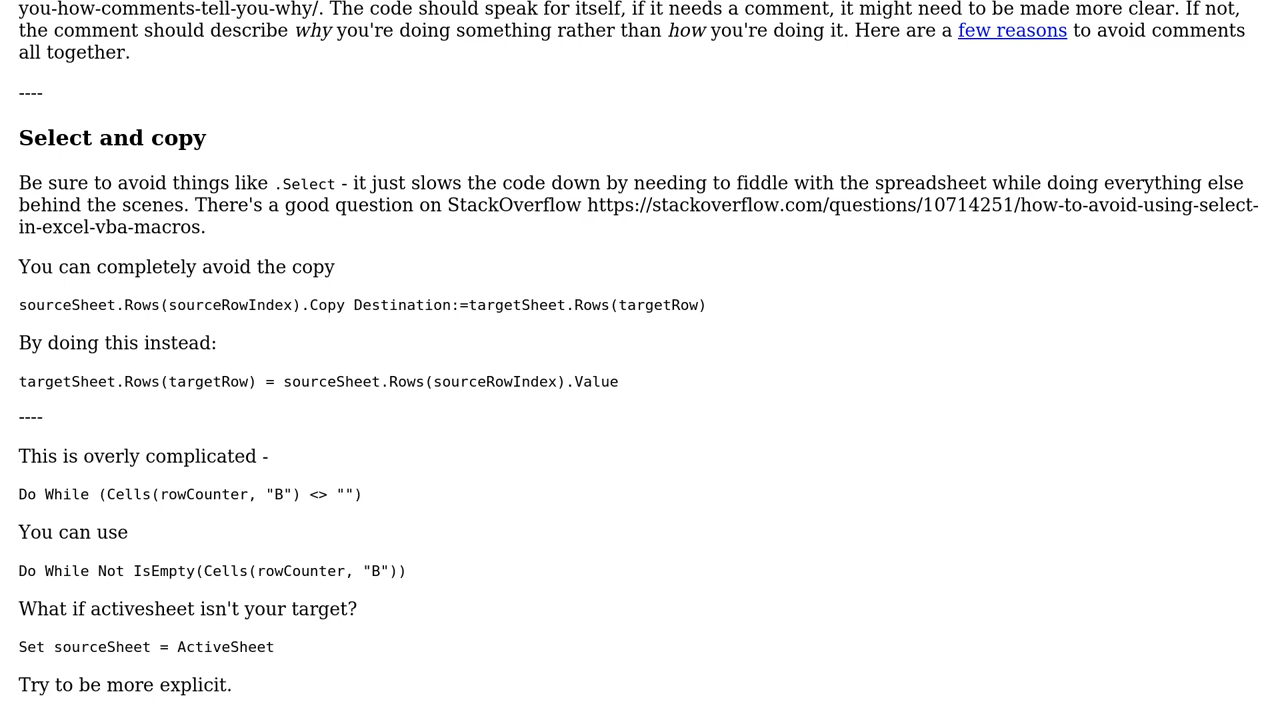 you-how-comments-tell-you-why/. The code should speak for itself, if it needs a comment, it might need to be made more clear. If not,
the comment should describe why you're doing something rather than how you're doing it. Here are a few reasons to avoid comments
all together.
----
Select and copy
Be sure to avoid things like .Select - it just slows the code down by needing to fiddle with the spreadsheet while doing everything else
behind the scenes. There's a good question on StackOverflow https://stackoverflow.com/questions/10714251/how-to-avoid-using-select-
in-excel-vba-macros.
You can completely avoid the copy
sourceSheet.Rows(sourceRowIndex).Copy Destination:=targetSheet.Rows(targetRow)
By doing this instead:
targetSheet.Rows(targetRow) = sourceSheet.Rows(sourceRowIndex).Value
----
This is overly complicated -
Do While (Cells(rowCounter, "B") <> "")
You can use
Do While Not IsEmpty(Cells(rowCounter, "B"))
What if activesheet isn't your target?
Set sourceSheet = ActiveSheet
Try to be more explicit.